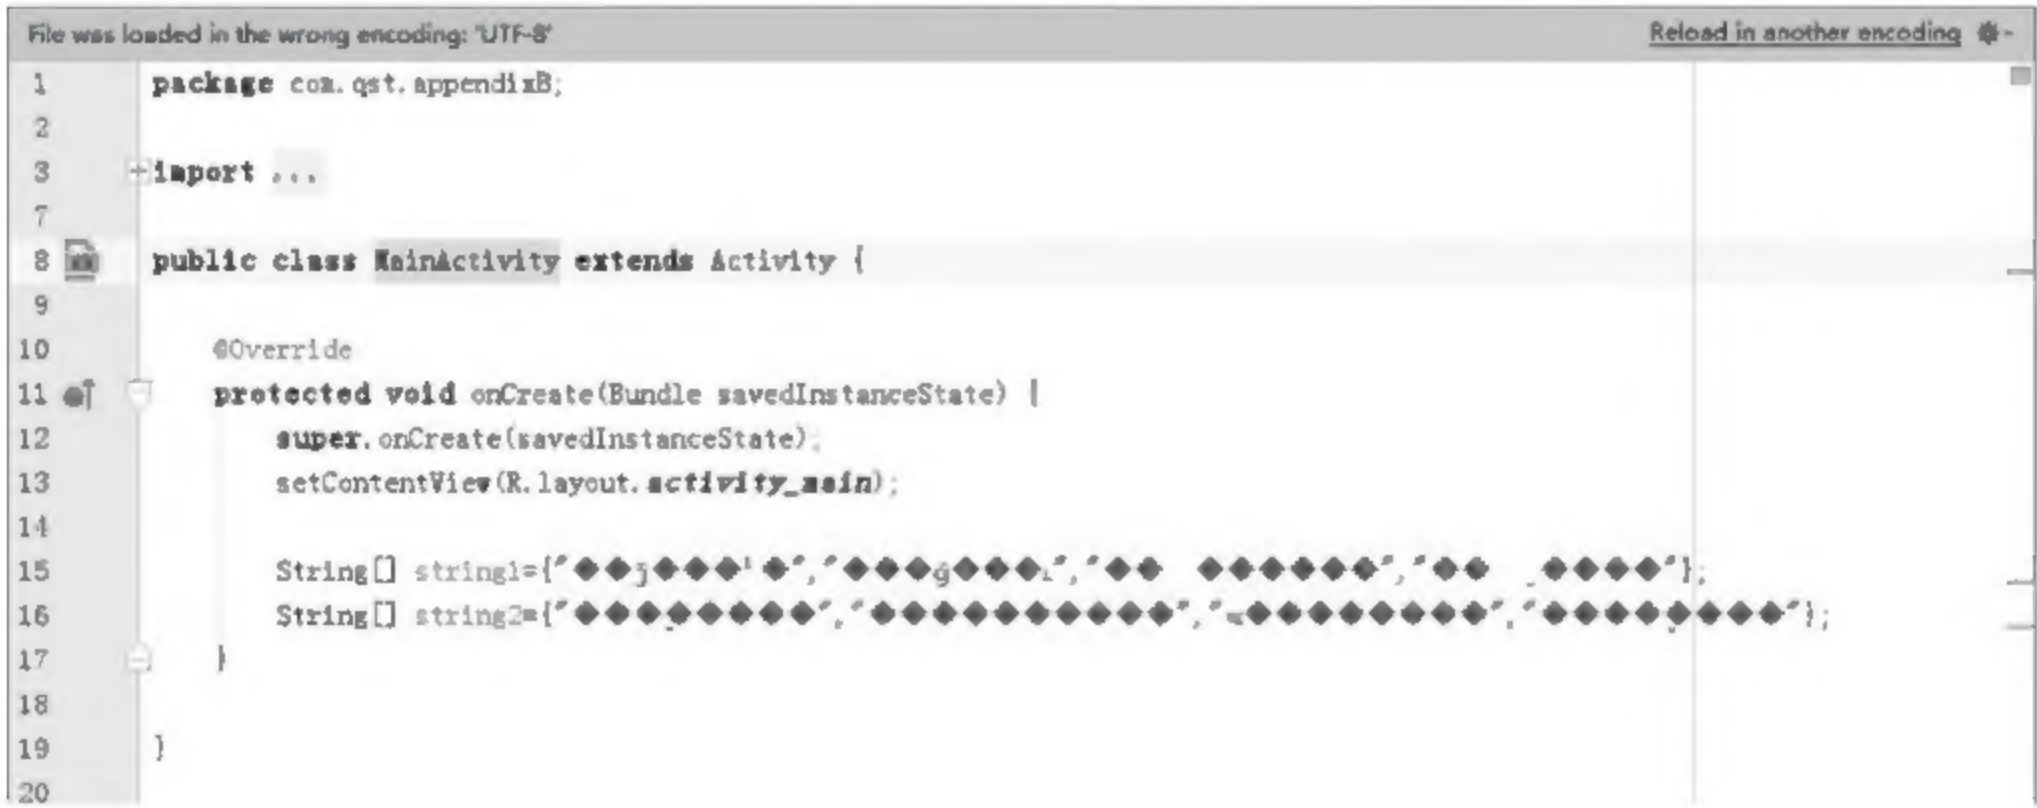 File was loaded in the wrong encoding: 'UTF-8' Reload in another encoding
1 package com.qst.appendixB;
2
3 import ...
7
8 public class MainActivity extends Activity {
9
10 @Override
11 protected void onCreate(Bundle savedInstanceState) {
12 super.onCreate(savedInstanceState);
13 setContentView(R.layout.activity_main);
14
15 String[] string1={"
16 String[] string2={"
17 }
18
19 }
20